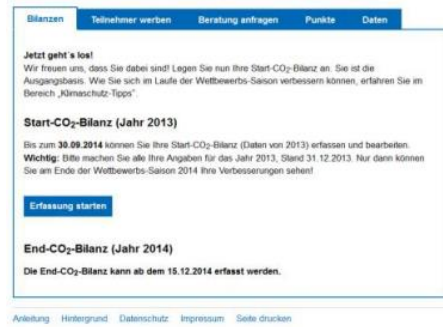 Bilanzen Teilnehmer werben Beratung anfragen Punkte Daten
Jetzt geht´s los!
Wir freuen uns, dass Sie dabei sind! Legen Sie nun Ihre Start-CO₂-Bilanz an. Sie ist die
Ausgangsbasis. Wie Sie sich im Laufe der Wettbewerbs-Saison verbessern können, erfahren Sie im
Bereich „Klimaschutz-Tipps“.
Start-CO₂-Bilanz (Jahr 2013)
Bis zum 30.09.2014 können Sie Ihre Start-CO₂-Bilanz (Daten von 2013) erfassen und bearbeiten.
Wichtig: Bitte machen Sie alle Ihre Angaben für das Jahr 2013, Stand 31.12.2013. Nur dann können
Sie am Ende der Wettbewerbs-Saison 2014 Ihre Verbesserungen sehen!
Erfassung starten
End-CO₂-Bilanz (Jahr 2014)
Die End-CO₂-Bilanz kann ab dem 15.12.2014 erfasst werden.
Anleitung Hintergrund Datenschutz Impressum Seite drucken